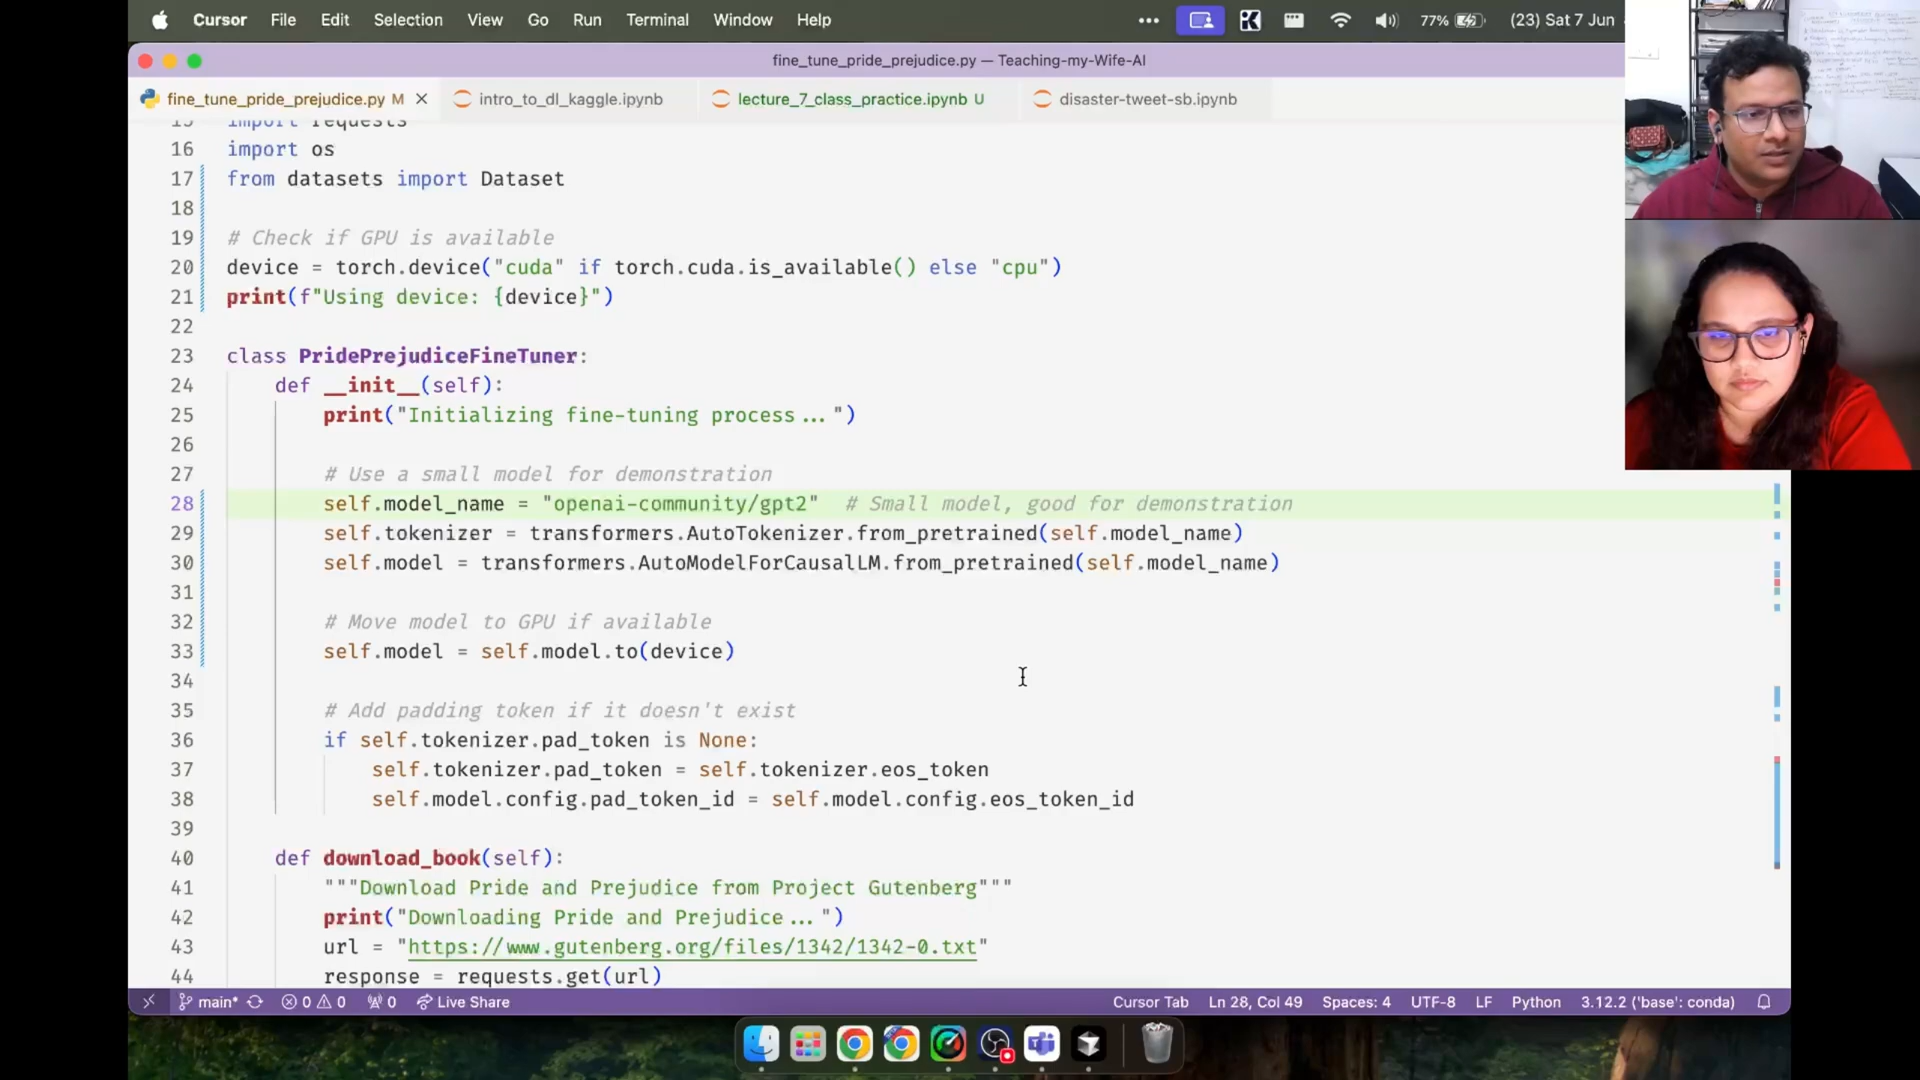 Cursor File Edit Selection View Go Run Terminal Window Help ••• 77% (23) Sat 7 Jun
fine_tune_pride_prejudice.py — Teaching-my-Wife-AI
fine_tune_pride_prejudice.py M intro_to_dl_kaggle.ipynb lecture_7_class_practice.ipynb U disaster-tweet-sb.ipynb
15 import requests
16 import os
17 from datasets import Dataset
18
19 # Check if GPU is available
20 device = torch.device("cuda" if torch.cuda.is_available() else "cpu")
21 print(f"Using device: {device}")
22
23 class PridePrejudiceFineTuner:
24 def __init__(self):
25 print("Initializing fine-tuning process...")
26
27 # Use a small model for demonstration
28 self.model_name = "openai-community/gpt2" # Small model, good for demonstration
29 self.tokenizer = transformers.AutoTokenizer.from_pretrained(self.model_name)
30 self.model = transformers.AutoModelForCausalLM.from_pretrained(self.model_name)
31
32 # Move model to GPU if available
33 self.model = self.model.to(device)
34
35 # Add padding token if it doesn't exist
36 if self.tokenizer.pad_token is None:
37 self.tokenizer.pad_token = self.tokenizer.eos_token
38 self.model.config.pad_token_id = self.model.config.eos_token_id
39
40 def download_book(self):
41 """Download Pride and Prejudice from Project Gutenberg"""
42 print("Downloading Pride and Prejudice...")
43 url = "https://www.gutenberg.org/files/1342/1342-0.txt"
44 response = requests.get(url)
main* 0 0 0 Live Share Cursor Tab Ln 28, Col 49 Spaces: 4 UTF-8 LF Python 3.12.2 ('base': conda)